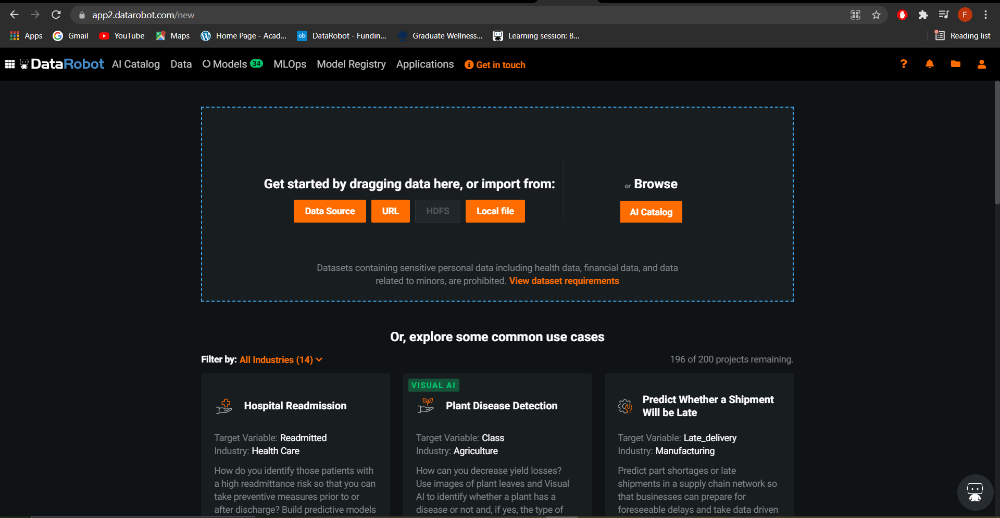 app2.datarobot.com/new
F
Apps
Gmail
YouTube
Maps
Home Page - Acad...
cb
DataRobot - Fundin...
Graduate Wellness...
Learning session: B...
Reading list
DataRobot
AI Catalog
Data
Models 34
MLOps
Model Registry
Applications
Get in touch
?
Get started by dragging data here, or import from:
Data Source
URL
HDFS
Local file
or Browse
AI Catalog
Datasets containing sensitive personal data including health data, financial data, and data
related to minors, are prohibited. View dataset requirements
Or, explore some common use cases
Filter by: All Industries (14)
196 of 200 projects remaining.
Hospital Readmission
Target Variable: Readmitted
Industry: Health Care
How do you identify those patients with
a high readmittance risk so that you can
take preventive measures prior to or
after discharge? Build predictive models
VISUAL AI
Plant Disease Detection
Target Variable: Class
Industry: Agriculture
How can you decrease yield losses?
Use images of plant leaves and Visual
AI to identify whether a plant has a
disease or not and, if yes, the type of
Predict Whether a Shipment
Will be Late
Target Variable: Late_delivery
Industry: Manufacturing
Predict part shortages or late
shipments in a supply chain network so
that businesses can prepare for
foreseeable delays and take data-driven